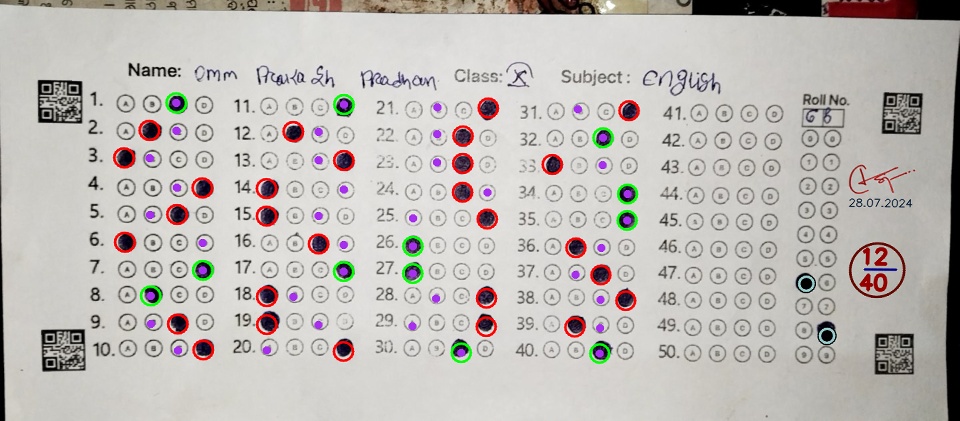 Name: Omm Praka Sh Pradhan Class: X Subject: English
1. A B D
2. A D
3. C D
4. A B
5. A D
6. B C
7. A B C
8. A C D
9. A D
10. A B
11. A B C
12. A D
13. A B
14. B C
15. B D
16. A B
17. A B C
18. C D
19. B D
20. B C
21. A C
22. A D
23. A D
24. A B
25. B C
26. B C D
27. B C D
28. A C
29. B C
30. A B D
31. A C
32. A B D
33. B D
34. A B C
35. A B C
36. A D
37. A D
38. A B
39. A D
40. A B D
41. A B C D
42. A B C D
43. A B C D
44. A B C D
45. A B C D
46. A B C D
47. A B C D
48. A B C D
49. A B C D
50. A B C D
Roll No.
6 8
0 0
1 1
2 2
3 3
4 4
5 5
6
7 7
8
9 9
28.07.2024
12
40